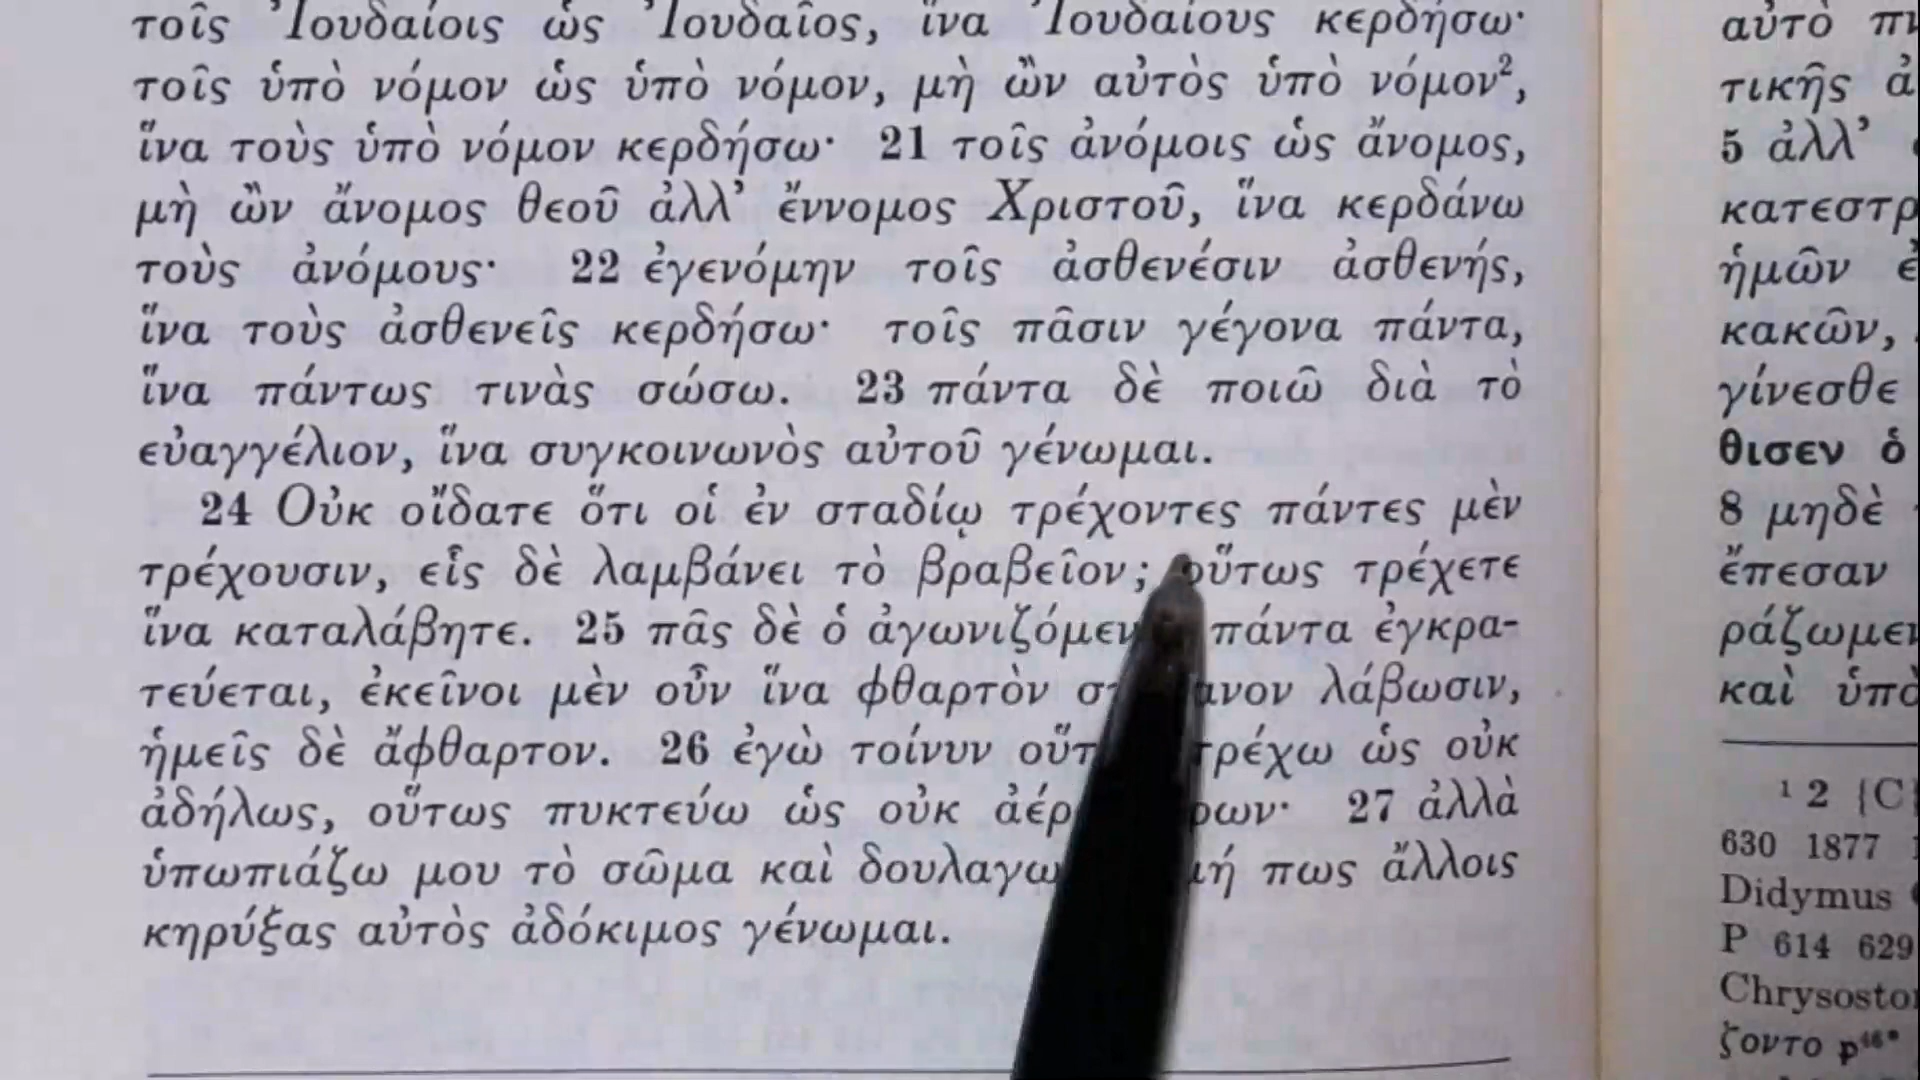 τοῖς Ἰουδαίοις ὡς Ἰουδαῖος, ἵνα Ἰουδαίους κερδήσω·
τοῖς ὑπὸ νόμον ὡς ὑπὸ νόμον, μὴ ὢν αὐτὸς ὑπὸ νόμον²,
ἵνα τοὺς ὑπὸ νόμον κερδήσω· 21 τοῖς ἀνόμοις ὡς ἄνομος,
μὴ ὢν ἄνομος θεοῦ ἀλλ’ ἔννομος Χριστοῦ, ἵνα κερδάνω
τοὺς ἀνόμους· 22 ἐγενόμην τοῖς ἀσθενέσιν ἀσθενής,
ἵνα τοὺς ἀσθενεῖς κερδήσω· τοῖς πᾶσιν γέγονα πάντα,
ἵνα πάντως τινὰς σώσω. 23 πάντα δὲ ποιῶ διὰ τὸ
εὐαγγέλιον, ἵνα συγκοινωνὸς αὐτοῦ γένωμαι.
24 Οὐκ οἴδατε ὅτι οἱ ἐν σταδίῳ τρέχοντες πάντες μὲν
τρέχουσιν, εἷς δὲ λαμβάνει τὸ βραβεῖον; οὕτως τρέχετε
ἵνα καταλάβητε. 25 πᾶς δὲ ὁ πάντα ἐγκρα-
τεύεται, ἐκεῖνοι μὲν οὖν ἵνα φθαρτὸν λάβωσιν,
ἡμεῖς δὲ ἄφθαρτον. 26 ἐγὼ τοίνυν τρέχω ὡς οὐκ
ἀδήλως, οὕτως πυκτεύω ὡς οὐκ 27 ἀλλὰ
ὑπωπιάζω μου τὸ σῶμα καὶ μή πως ἄλλοις
κηρύξας αὐτὸς ἀδόκιμος γένωμαι.
αὐτὸ
τικῆς
5 ἀλλ’
κατεστρ
ἡμῶν
κακῶν,
γίνεσθε
θισεν ὁ
8 μηδὲ
ἔπεσαν
ράζωμεν
καὶ ὑπὸ
¹ 2 {C}
630 1877
Didymus
P 614 629
Chrysosto
ζοντο p⁴⁶*